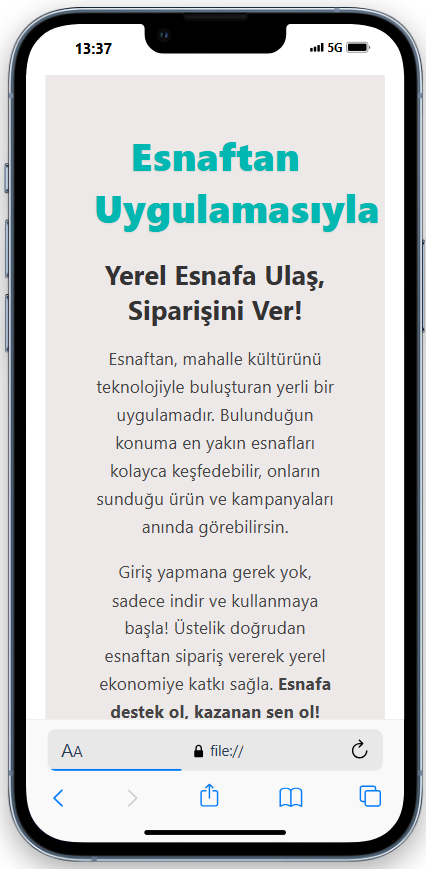 13:37
5G
Esnaftan
Uygulamasıyla
Yerel Esnafa Ulaş,
Siparişini Ver!
Esnaftan, mahalle kültürünü
teknolojiyle buluşturan yerli bir
uygulamadır. Bulunduğun
konuma en yakın esnafları
kolayca keşfedebilir, onların
sunduğu ürün ve kampanyaları
anında görebilirsin.
Giriş yapmana gerek yok,
sadece indir ve kullanmaya
başla! Üstelik doğrudan
esnaftan sipariş vererek yerel
ekonomiye katkı sağla. Esnafa
destek ol, kazanan sen ol!
AA file://